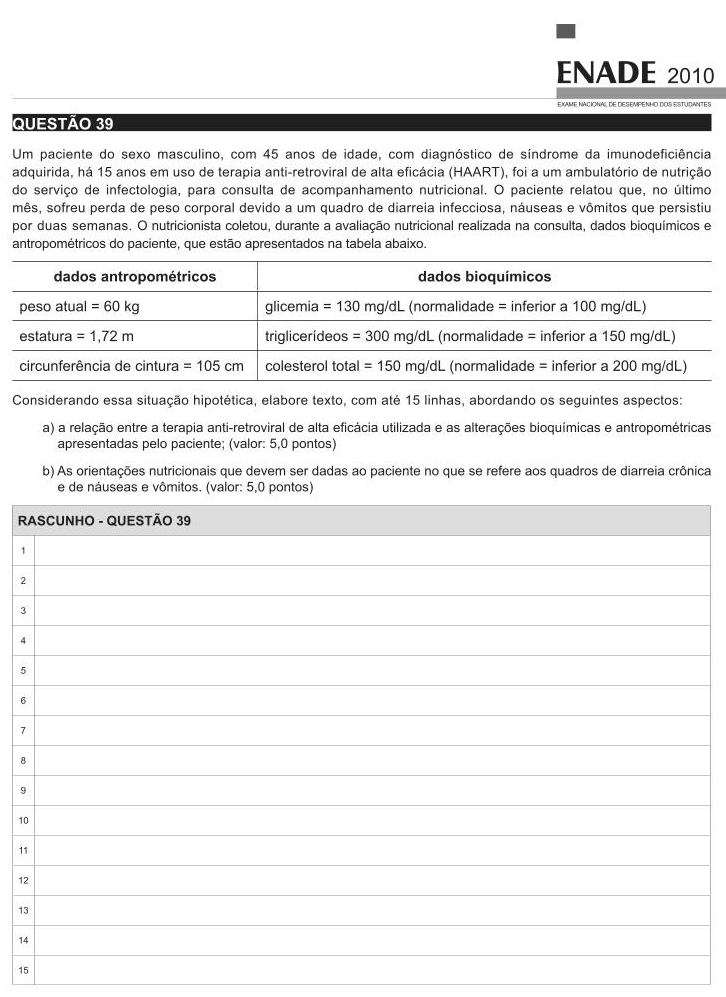 ENADE 2010
EXAME NACIONAL DE DESEMPENHO DOS ESTUDANTES
QUESTÃO 39
Um paciente do sexo masculino, com 45 anos de idade, com diagnóstico de síndrome da imunodeficiência
adquirida, há 15 anos em uso de terapia anti-retroviral de alta eficácia (HAART), foi a um ambulatório de nutrição
do serviço de infectologia, para consulta de acompanhamento nutricional. O paciente relatou que, no último
mês, sofreu perda de peso corporal devido a um quadro de diarreia infecciosa, náuseas e vômitos que persistiu
por duas semanas. O nutricionista coletou, durante a avaliação nutricional realizada na consulta, dados bioquímicos e
antropométricos do paciente, que estão apresentados na tabela abaixo.
dados antropométricos dados bioquímicos
peso atual = 60 kg glicemia = 130 mg/dL (normalidade = inferior a 100 mg/dL)
estatura = 1,72 m triglicerídeos = 300 mg/dL (normalidade = inferior a 150 mg/dL)
circunferência de cintura = 105 cm colesterol total = 150 mg/dL (normalidade = inferior a 200 mg/dL)
Considerando essa situação hipotética, elabore texto, com até 15 linhas, abordando os seguintes aspectos:
a) a relação entre a terapia anti-retroviral de alta eficácia utilizada e as alterações bioquímicas e antropométricas
apresentadas pelo paciente; (valor: 5,0 pontos)
b) As orientações nutricionais que devem ser dadas ao paciente no que se refere aos quadros de diarreia crônica
e de náuseas e vômitos. (valor: 5,0 pontos)
RASCUNHO - QUESTÃO 39
1
2
3
4
5
6
7
8
9
10
11
12
13
14
15